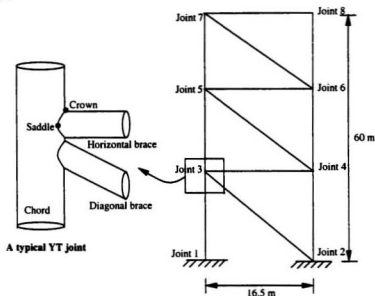 Joint 7
Joint 8
Crown
Saddle
Horizontal brace
Diagonal brace
Chord
A typical YT joint
Joint 5
Joint 6
Joint 3
Joint 4
Joint 1
Joint 2
60 m
16.5 m